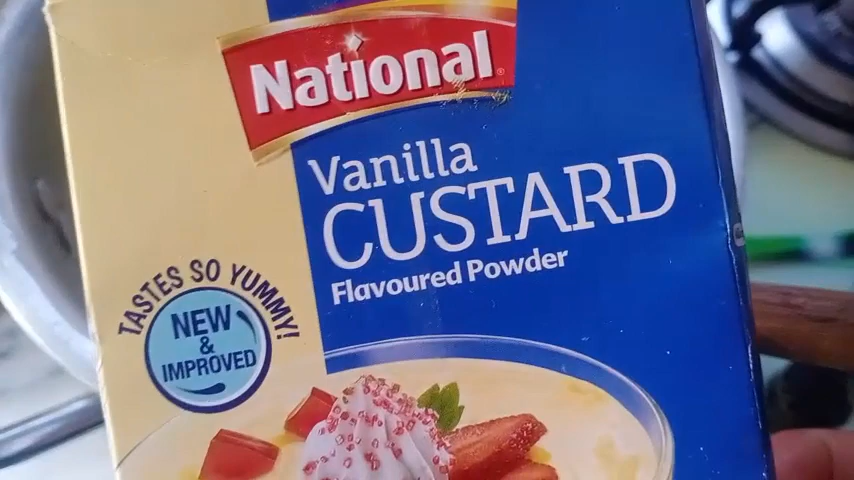 National
Vanilla
CUSTARD
Flavoured Powder
TASTES SO YUMMY!
NEW
&
IMPROVED